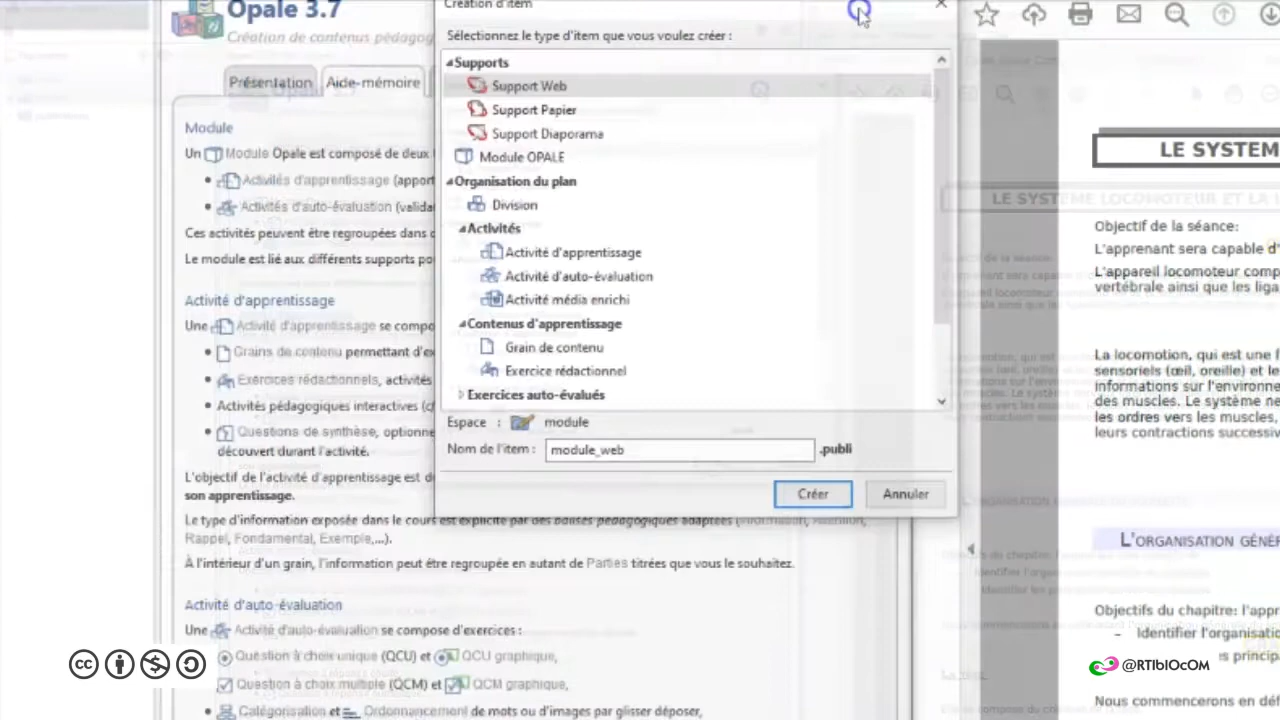 Opale 3.7
Création de contenus pédagog
Présentation
Aide-mémoire
Module
Un Module Opale est composé de deux
Activités d'apprentissage (apport
Activités d'auto-évaluation (valida
Ces activités peuvent être regroupées dans
Le module est lié aux différents supports po
Activité d'apprentissage
Une Activité d'apprentissage se compo
Grains de contenu permettant d'ex
Exercices rédactionnels, activités
Activités pédagogiques interactives (cf
Questions de synthèse, optionne
découvert durant l'activité.
L'objectif de l'activité d'apprentissage est d
son apprentissage.
Le type d'information exposée dans le cours est explicité par des balises pédagogiques adaptées (Information, Attention,
Rappel, Fondamental, Exemple,...).
À l'intérieur d'un grain, l'information peut être regroupée en autant de Parties titrées que vous le souhaitez.
Activité d'auto-évaluation
Une Activité d'auto-évaluation se compose d'exercices :
Question à choix unique (QCU) et QCU graphique,
Question à choix multiple (QCM) et QCM graphique,
Catégorisation et Ordonnancement de mots ou d'images par glisser déposer,
Création d'item
Sélectionnez le type d'item que vous voulez créer :
Supports
Support Web
Support Papier
Support Diaporama
Module OPALE
Organisation du plan
Division
Activités
Activité d'apprentissage
Activité d'auto-évaluation
Activité média enrichi
Contenus d'apprentissage
Grain de contenu
Exercice rédactionnel
Exercices auto-évalués
Espace : module
Nom de l'item : module_web .publi
Créer
Annuler
LE SYSTEM
LE SYSTÈME LOCOMOTEUR ET LA
Objectif de la séance:
L'apprenant sera capable d'
L'appareil locomoteur comp
vertébrale ainsi que les liga
La locomotion, qui est une f
sensoriels (œil, oreille) et le
informations sur l'environne
des muscles. Le système ne
les ordres vers les muscles,
leurs contractions successiv
L'ORGANISATION GÉNÉR
Objectifs du chapitre: l'appr
– Identifier l'organisatio
s princip
Nous commencerons en déf
cc
@RTIbIOcOM